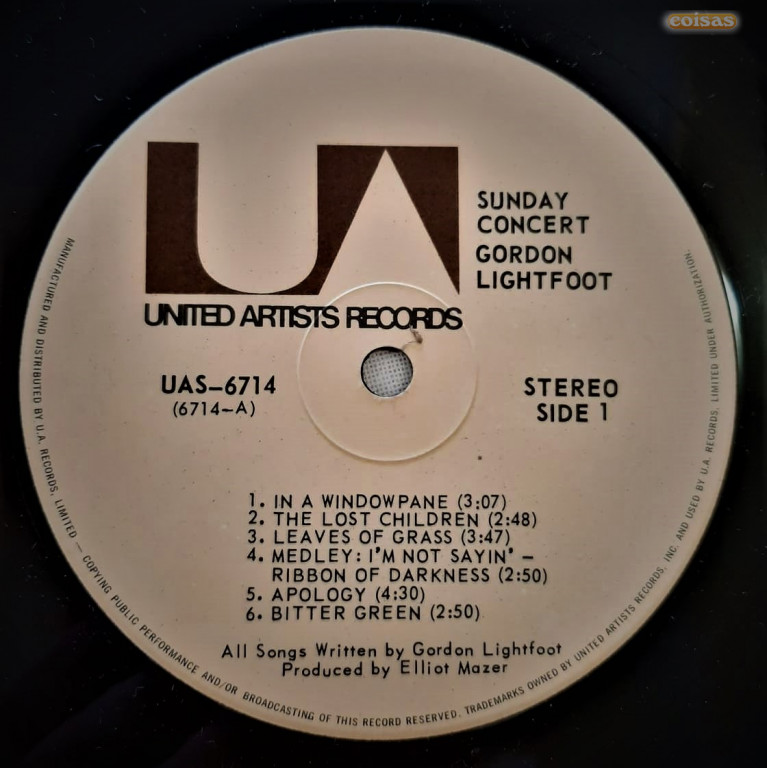 coisas
UA
SUNDAY
CONCERT
GORDON
LIGHTFOOT
UNITED ARTISTS RECORDS
UAS-6714
(6714-A)
STEREO
SIDE 1
1. IN A WINDOWPANE (3:07)
2. THE LOST CHILDREN (2:48)
3. LEAVES OF GRASS (3:47)
4. MEDLEY: I'M NOT SAYIN' –
RIBBON OF DARKNESS (2:50)
5. APOLOGY (4:30)
6. BITTER GREEN (2:50)
All Songs Written by Gordon Lightfoot
Produced by Elliot Mazer
MANUFACTURED AND DISTRIBUTED BY U.A. RECORDS, LIMITED — COPYING PUBLIC PERFORMANCE AND/OR BROADCASTING OF THIS RECORD RESERVED. TRADEMARKS OWNED BY UNITED ARTISTS RECORDS, INC. AND USED BY U.A. RECORDS, LIMITED UNDER AUTHORIZATION.